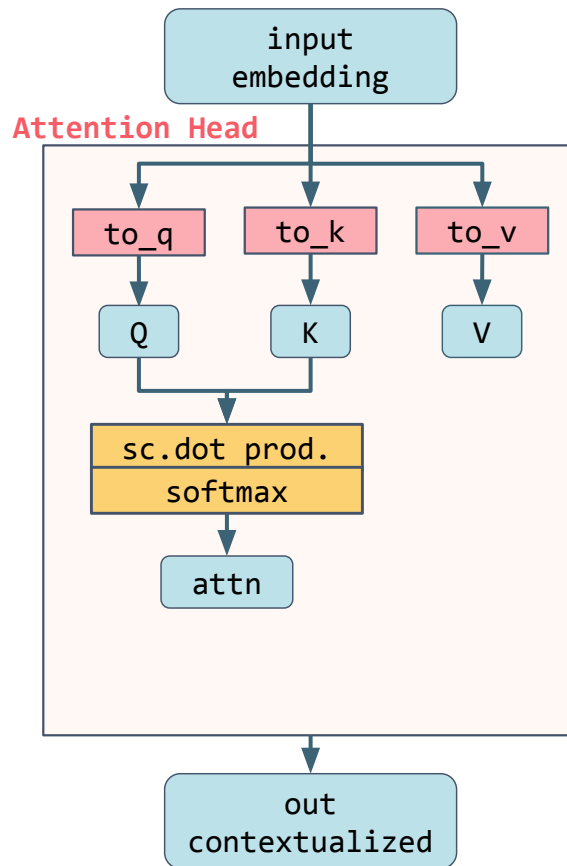 input
embedding
Attention Head
to_q
to_k
to_v
Q
K
V
sc.dot prod.
softmax
attn
out
contextualized